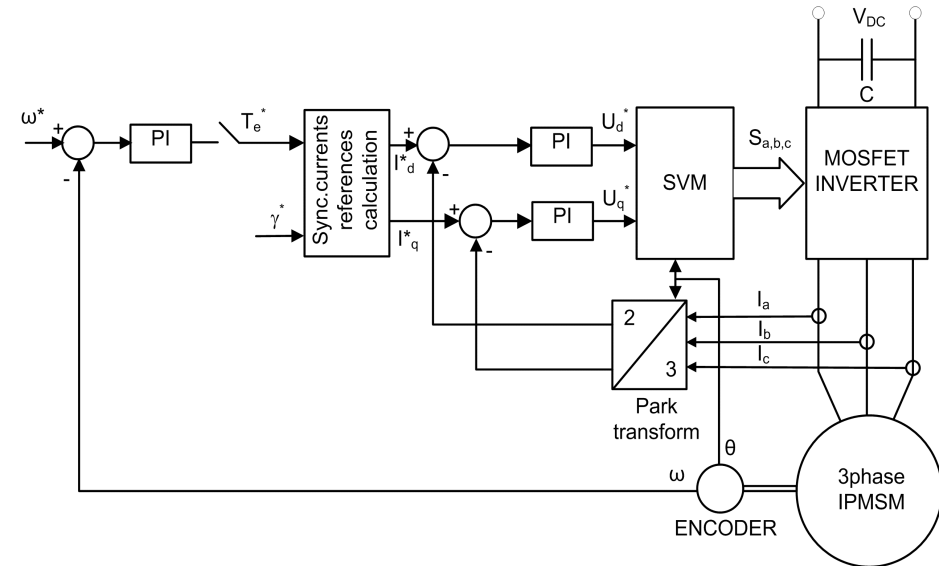 V_DC
C
ω*
+
-
PI
T_e*
γ*
Sync.currents
references
calculation
I*_d
I*_q
+
-
+
-
PI
PI
U_d*
U_q*
SVM
S_a,b,c
MOSFET
INVERTER
I_a
I_b
I_c
2
3
Park
transform
θ
ω
ENCODER
3phase
IPMSM